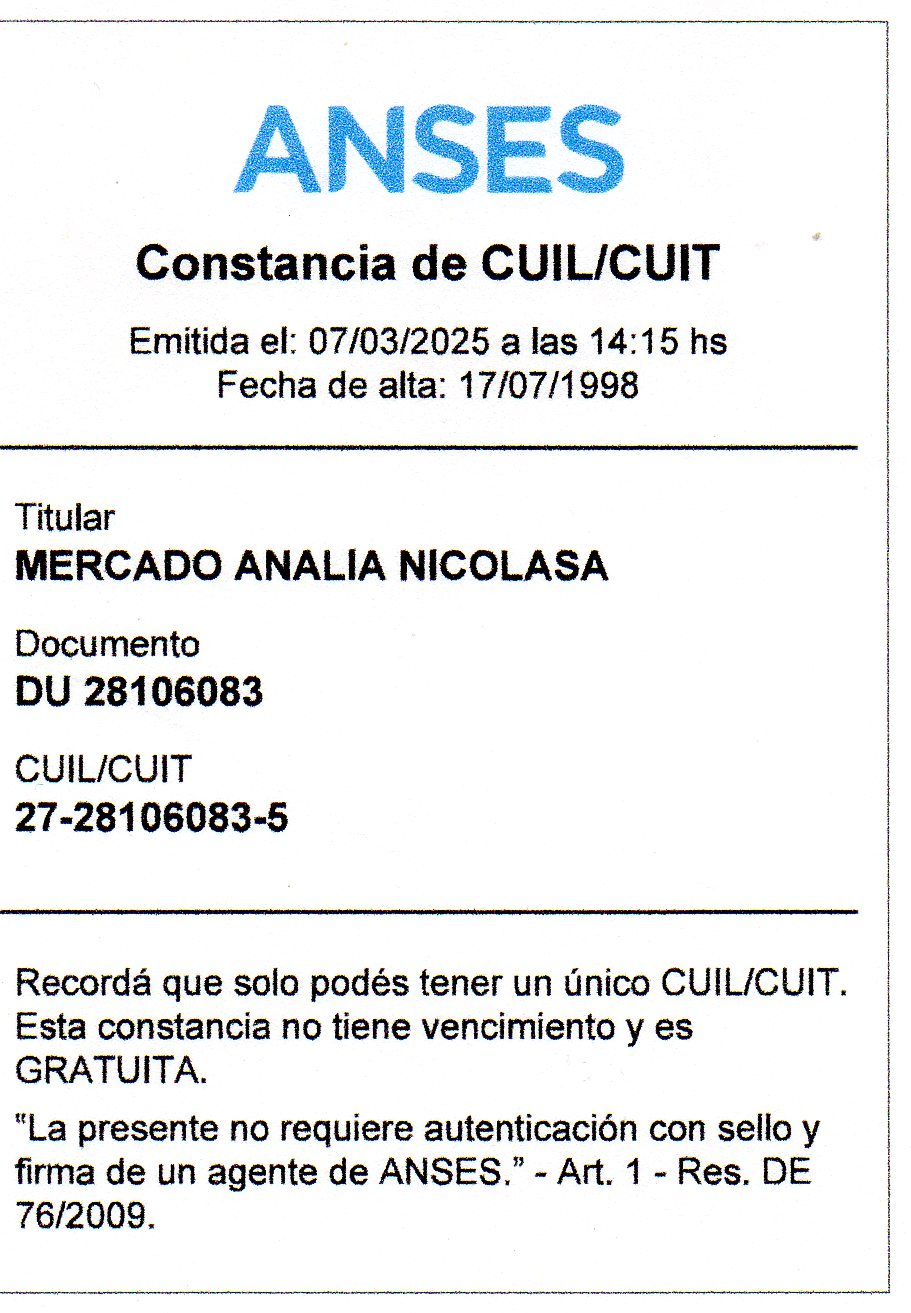 ANSES
Constancia de CUIL/CUIT
Emitida el: 07/03/2025 a las 14:15 hs
Fecha de alta: 17/07/1998
Titular
MERCADO ANALIA NICOLASA
Documento
DU 28106083
CUIL/CUIT
27-28106083-5
Recordá que solo podés tener un único CUIL/CUIT.
Esta constancia no tiene vencimiento y es
GRATUITA.
"La presente no requiere autenticación con sello y
firma de un agente de ANSES.” - Art. 1 - Res. DE
76/2009.